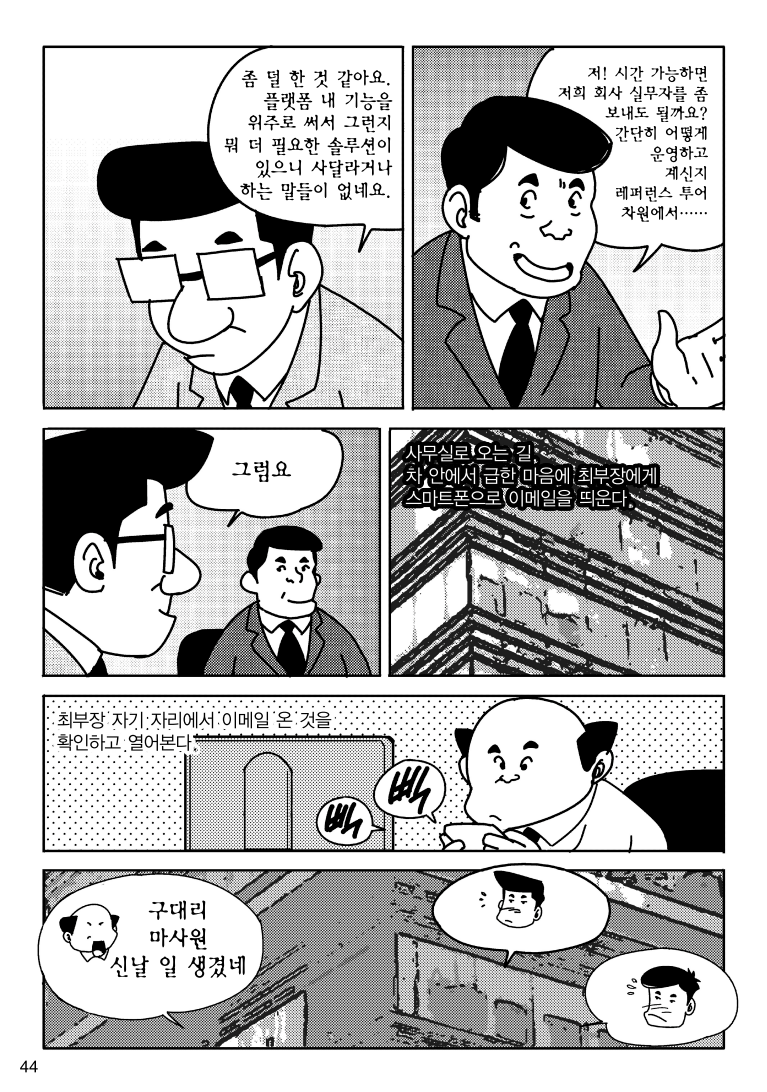 좀 덜 한 것 같아요.
플랫폼 내 기능을
위주로 써서 그런지
뭐 더 필요한 솔루션이
있으니 사달라거나
하는 말들이 없네요.
저! 시간 가능하면
저희 회사 실무자를 좀
보내도 될까요?
간단히 어떻게
운영하고
계신지
레퍼런스 투어
차원에서……
그럼요
사무실로 오는 길
차 안에서 급한 마음에 최부장에게
스마트폰으로 이메일을 띄운다.
최부장 자기 자리에서 이메일 온 것을
확인하고 열어본다.
빡
빡
구대리
마사원
신날 일 생겼네
44